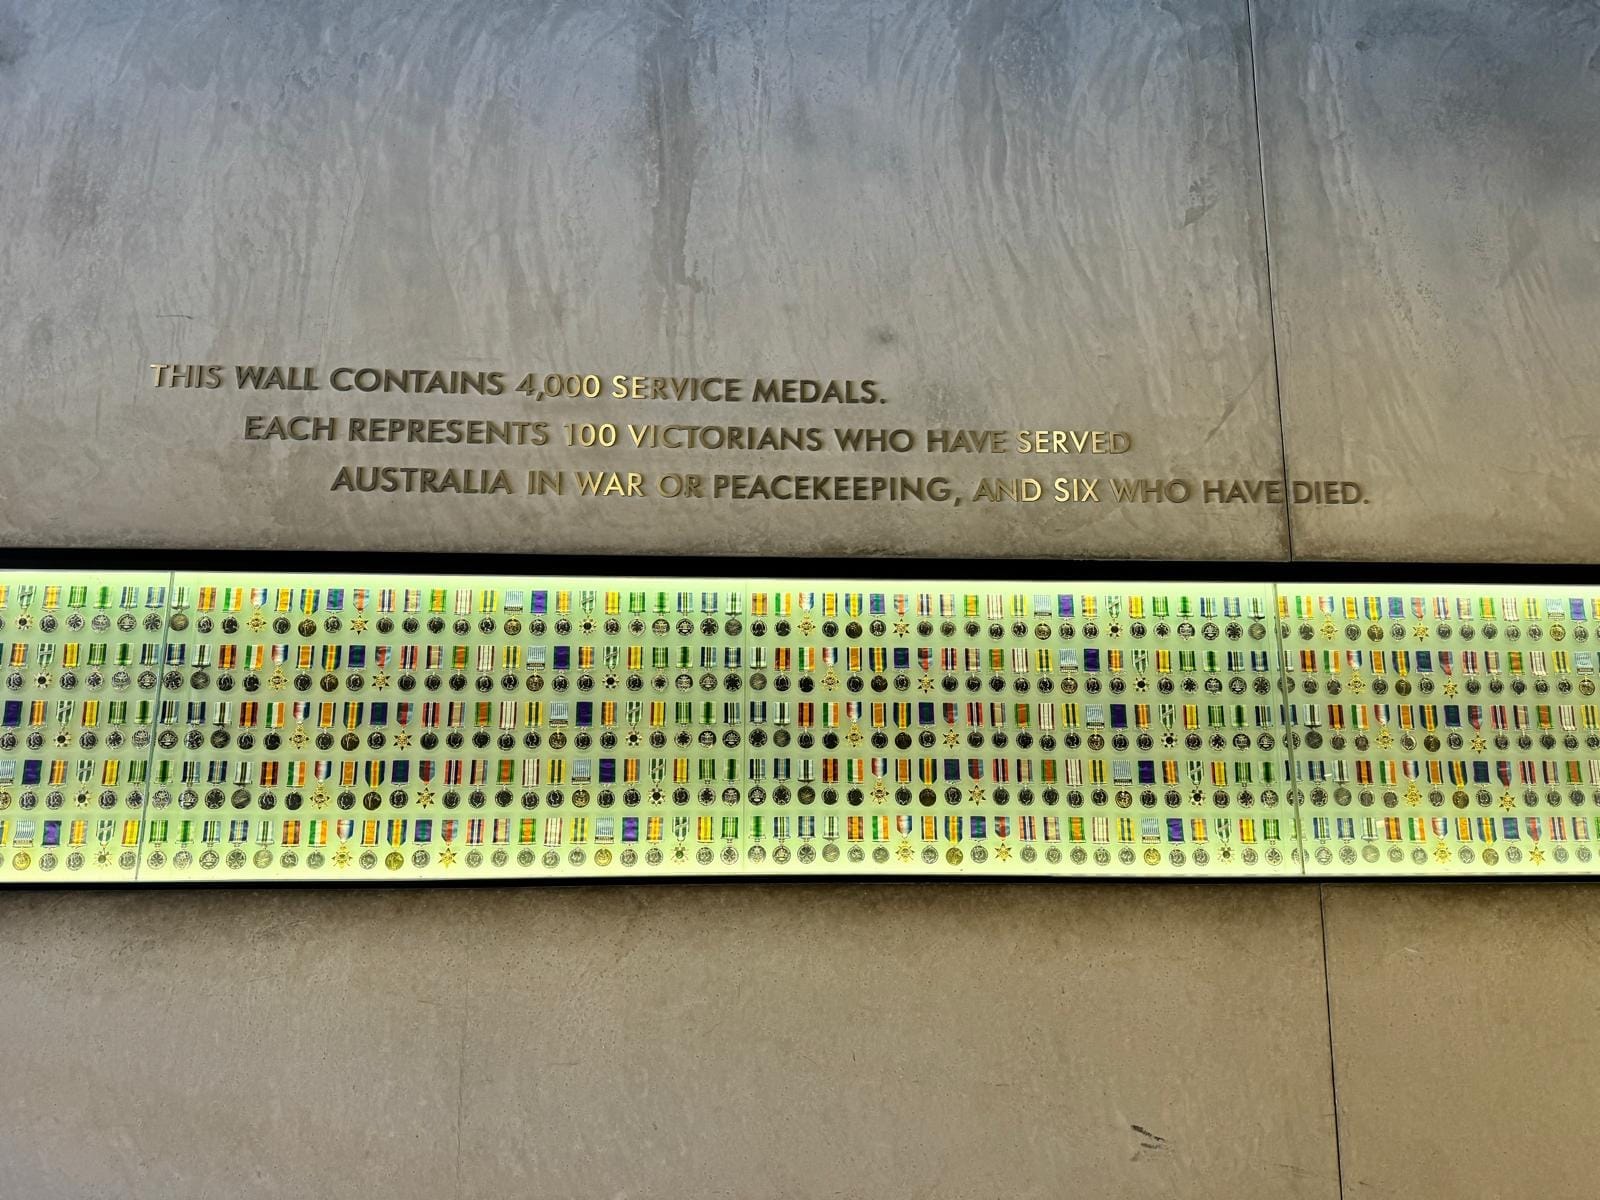 THIS WALL CONTAINS 4,000 SERVICE MEDALS.
EACH REPRESENTS 100 VICTORIANS WHO HAVE SERVED
AUSTRALIA IN WAR OR PEACEKEEPING, AND SIX WHO HAVE DIED.